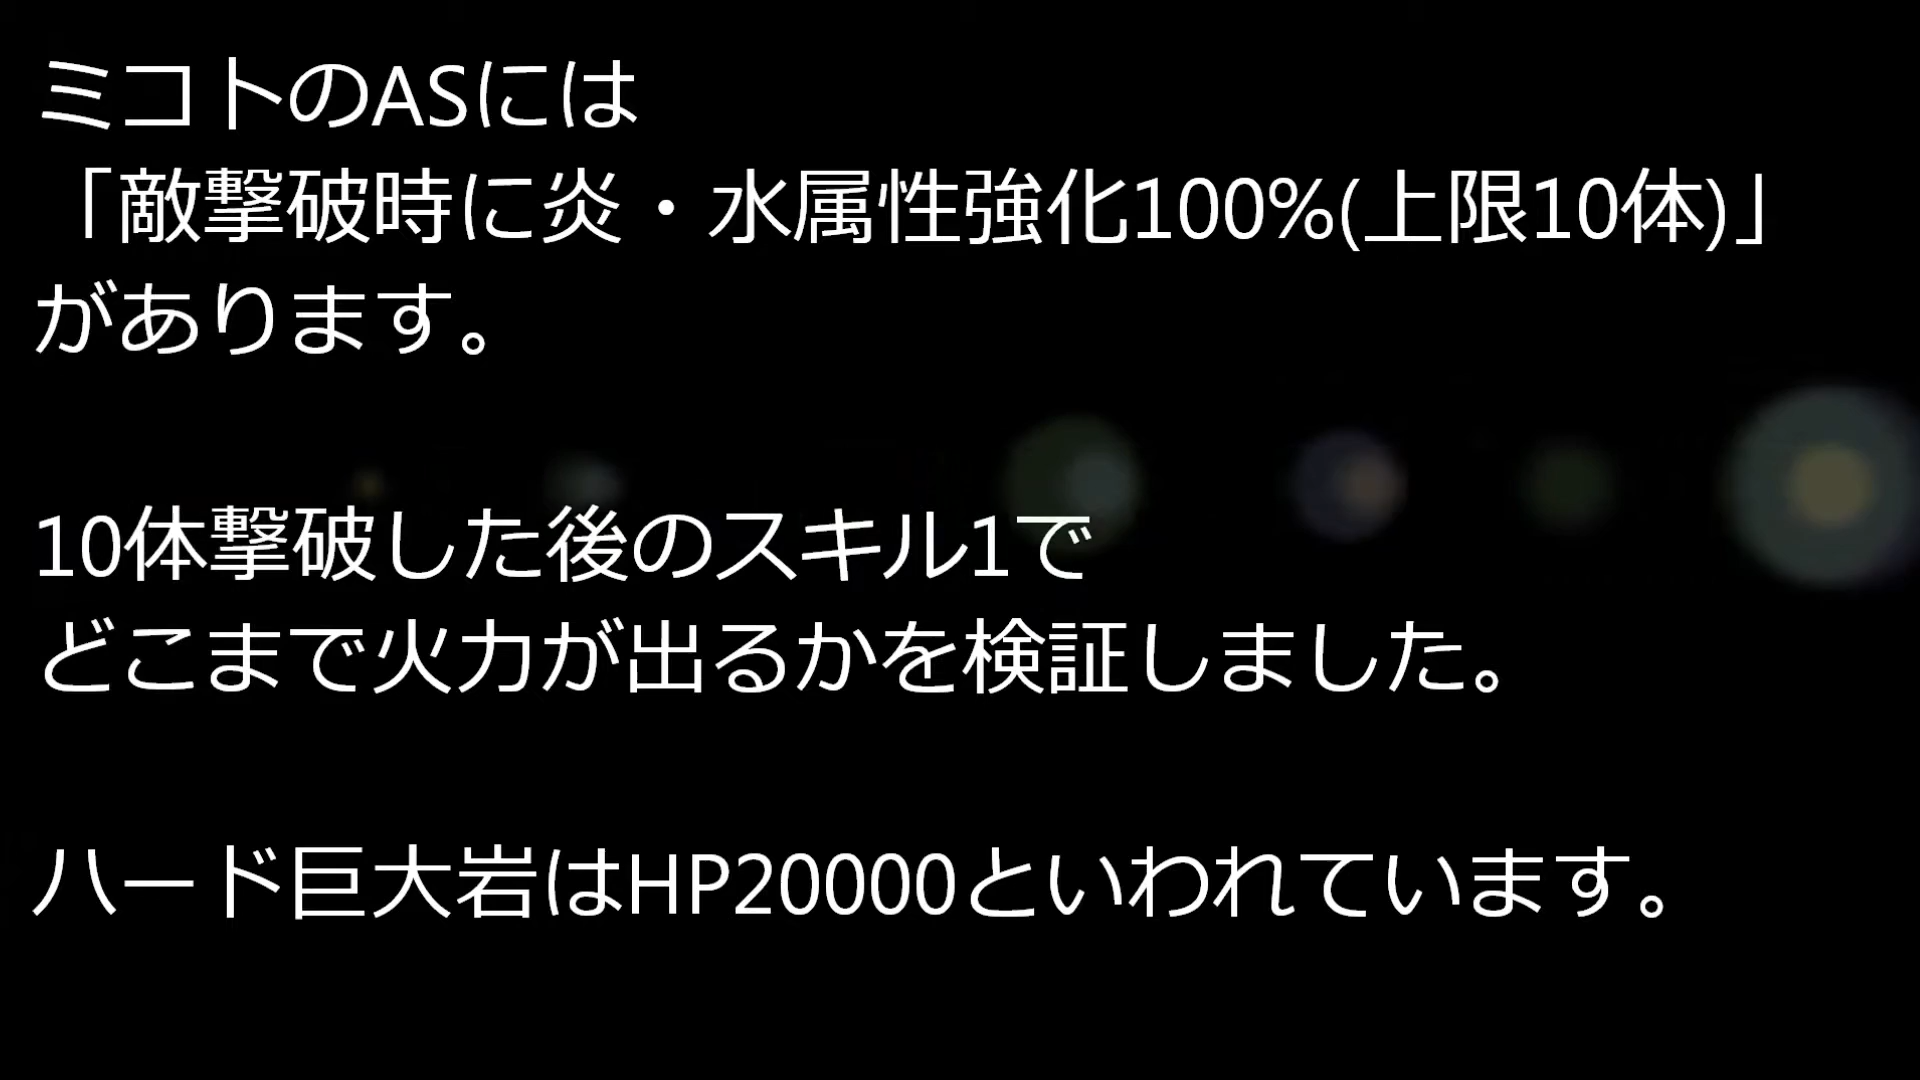 ミコトのASには
「敵撃破時に炎・水属性強化100%(上限10体)」
があります。
10体撃破した後のスキル1で
どこまで火力が出るかを検証しました。
ハード巨大岩はHP20000といわれています。